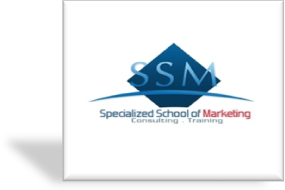 SSM
Specialized School of Marketing
Consulting . Training